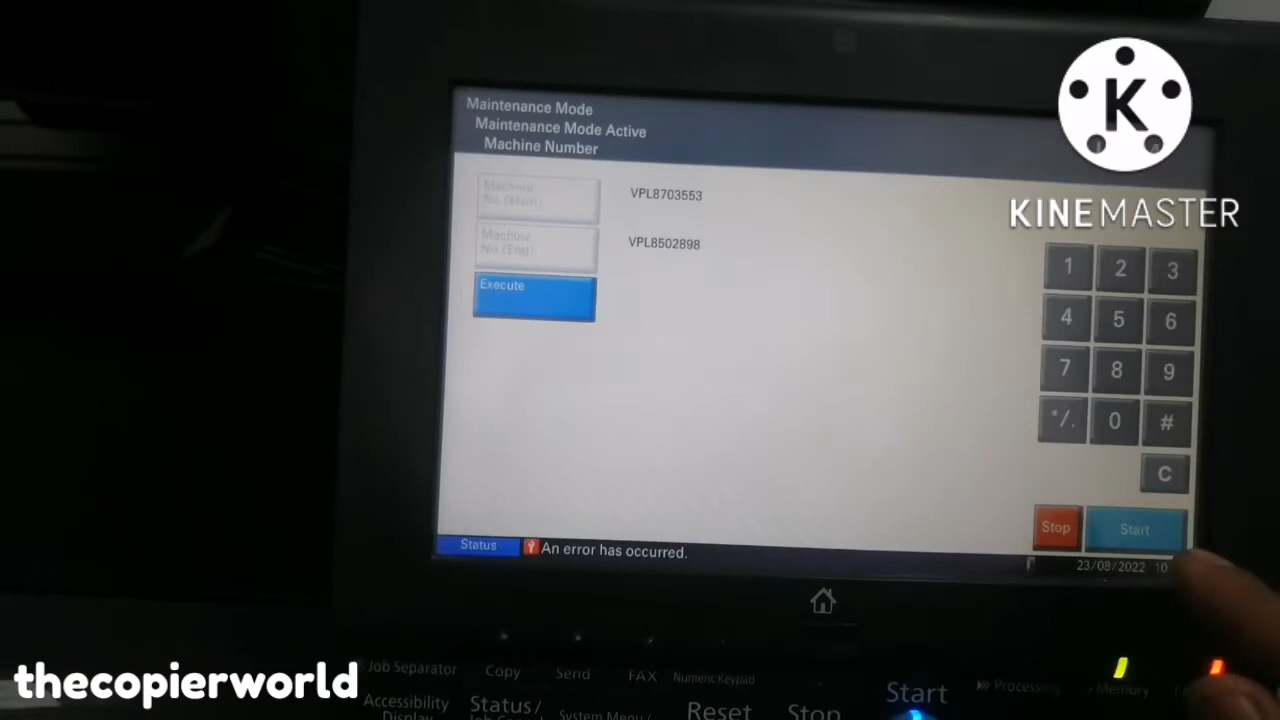 Maintenance Mode
Maintenance Mode Active
Machine Number
Machine
No.(Main)
VPL8703553
Machine
No.(Eng)
VPL8502898
Execute
K
KINEMASTER
1 2 3
4 5 6
7 8 9
*/. 0 #
C
Stop Start
Status An error has occurred.
23/08/2022 10
Job Separator Copy Send FAX Numeric Keypad
Start Processing Memory
Accessibility Status/
Display System Menu/ Reset Stop
thecopierworld